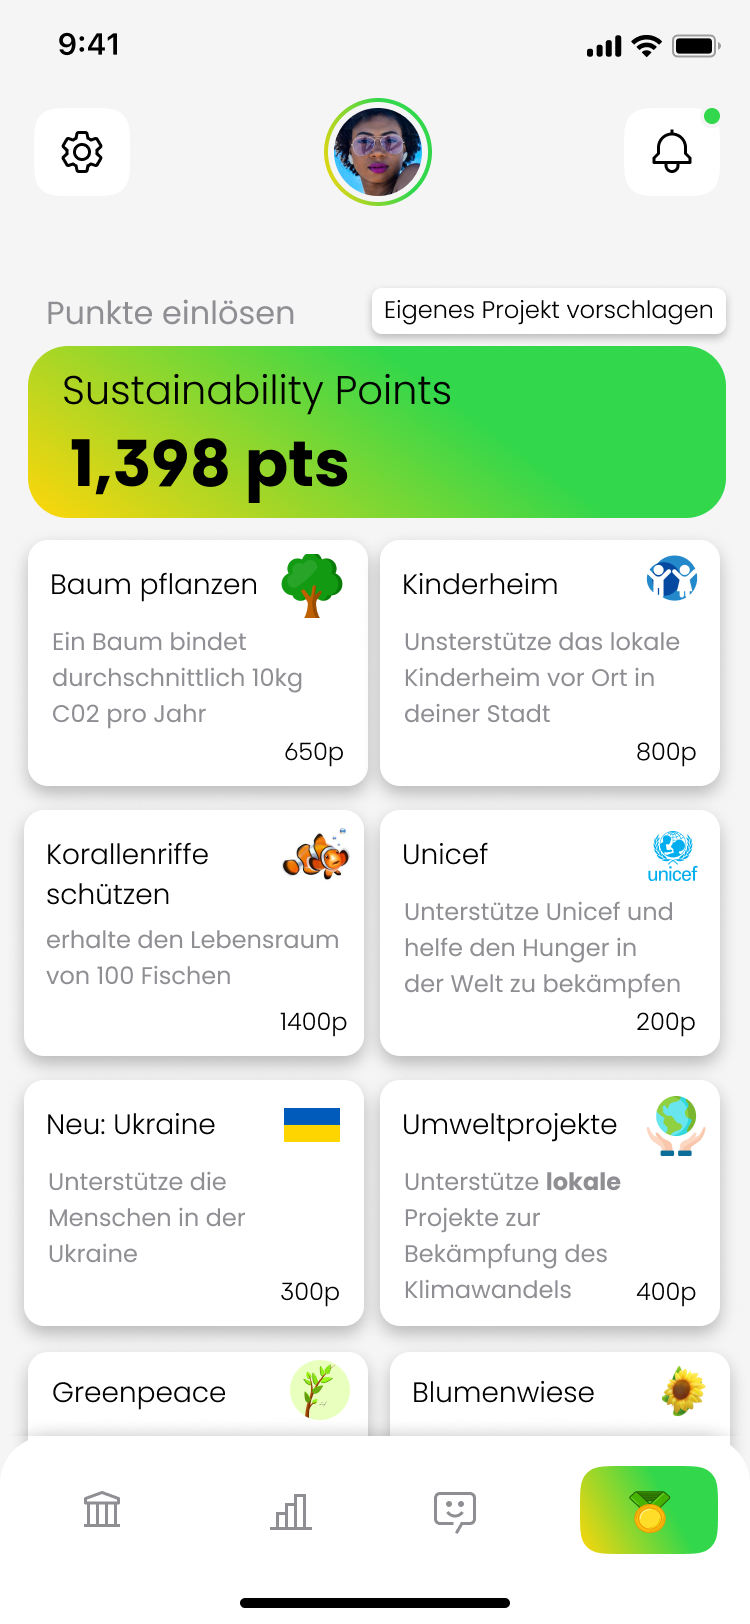 9:41
Punkte einlösen
Eigenes Projekt vorschlagen
Sustainability Points
1,398 pts
Baum pflanzen
Ein Baum bindet
durchschnittlich 10kg
C02 pro Jahr
650p
Kinderheim
Unsterstütze das lokale
Kinderheim vor Ort in
deiner Stadt
800p
Korallenriffe
schützen
erhalte den Lebensraum
von 100 Fischen
1400p
Unicef
unicef
Unterstütze Unicef und
helfe den Hunger in
der Welt zu bekämpfen
200p
Neu: Ukraine
Unterstütze die
Menschen in der
Ukraine
300p
Umweltprojekte
Unterstütze lokale
Projekte zur
Bekämpfung des
Klimawandels
400p
Greenpeace
Blumenwiese